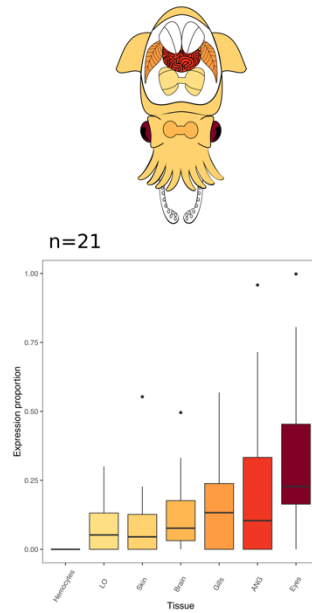 n=21
1.00
0.75
0.50
0.25
0.00
Expression proportion
Hemocytes
LO
Skin
Brain
Gills
ANG
Eyes
Tissue